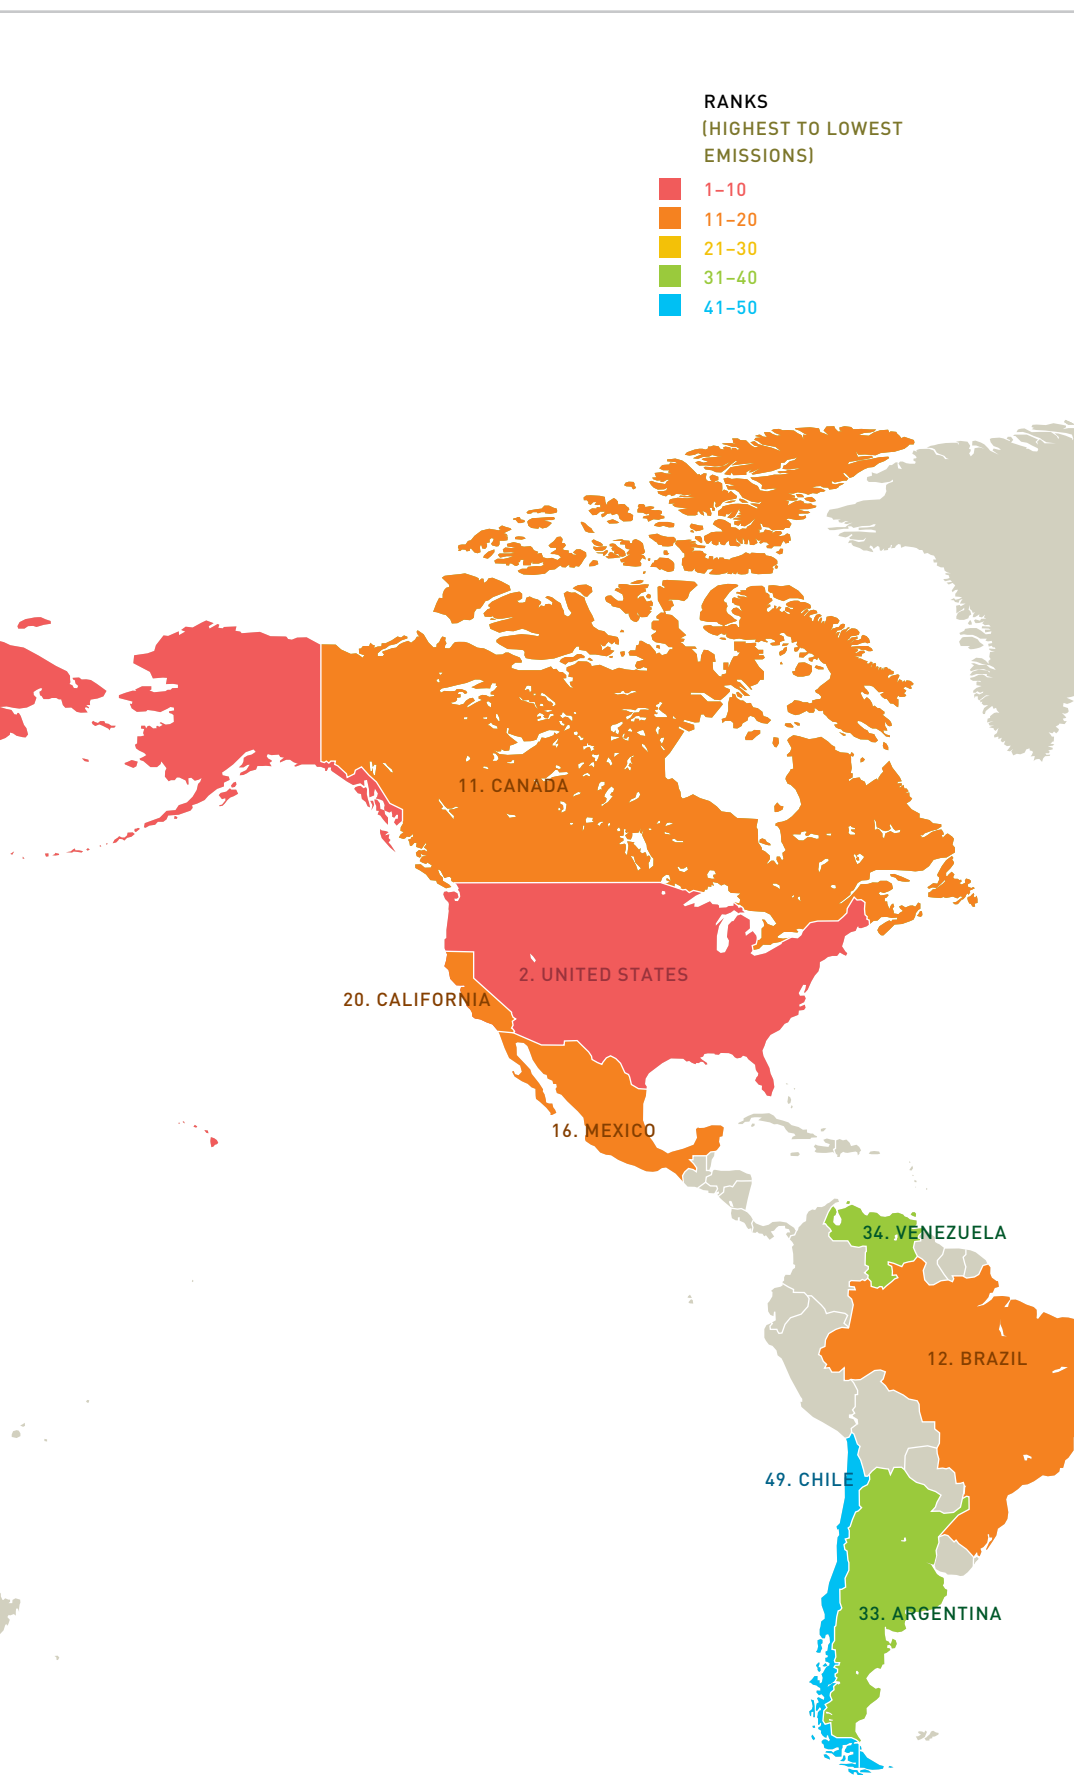 RANKS
(HIGHEST TO LOWEST
EMISSIONS)
1–10
11–20
21–30
31–40
41–50
11. CANADA
2. UNITED STATES
20. CALIFORNIA
16. MEXICO
34. VENEZUELA
12. BRAZIL
49. CHILE
33. ARGENTINA